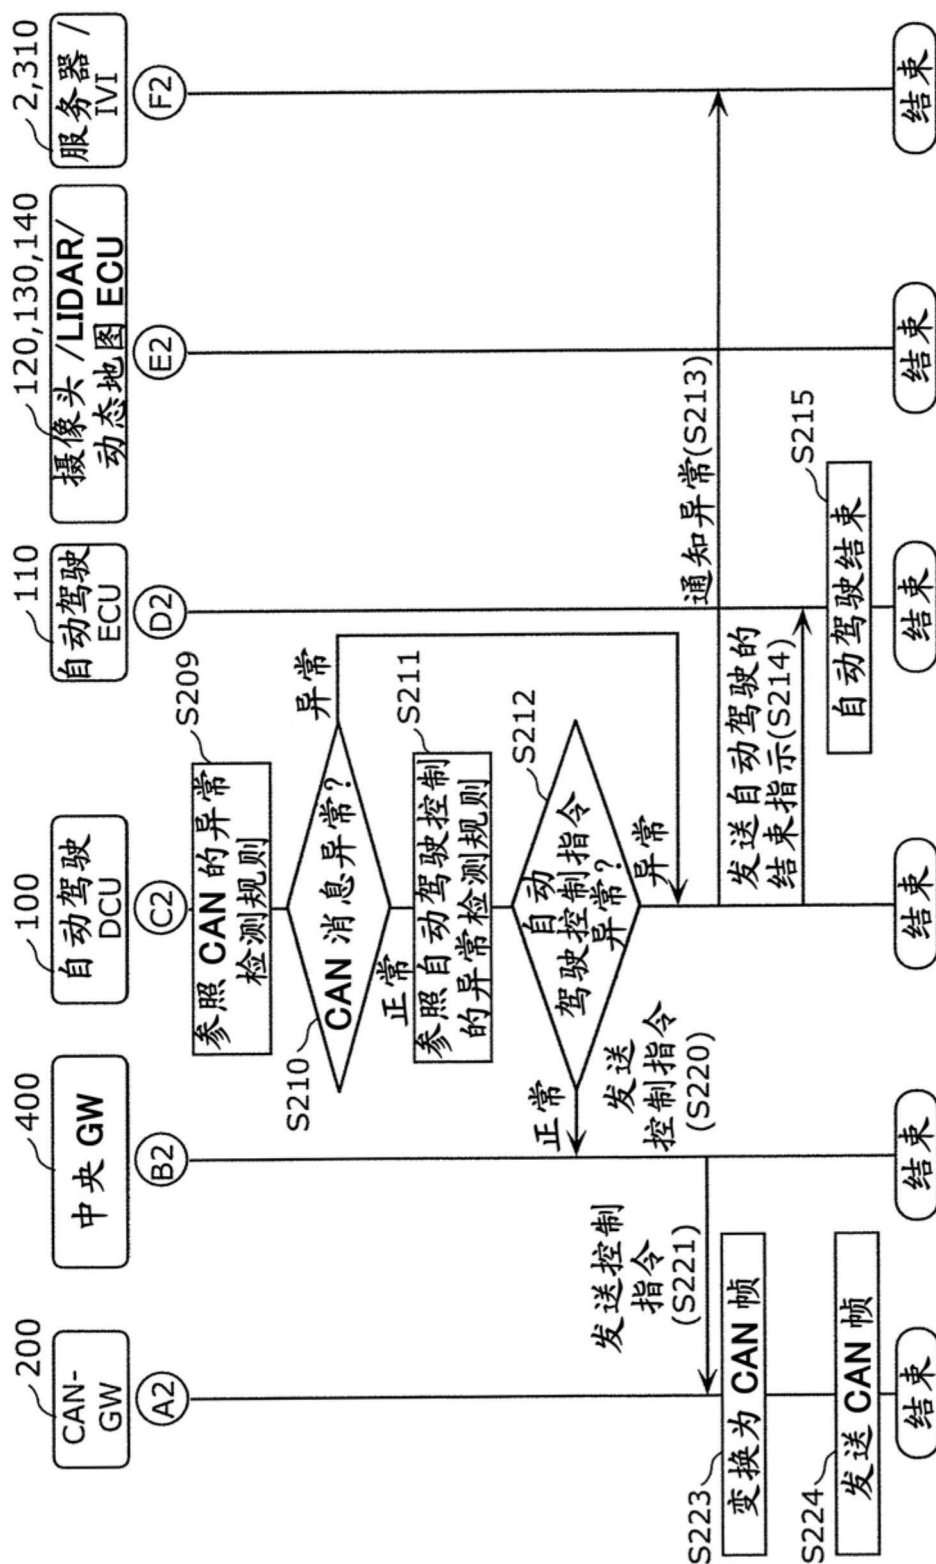 200
CAN-
GW
A2
400
中央 GW
B2
100
自动驾驶
DCU
C2
110
自动驾驶
ECU
D2
120,130,140
摄像头 /LIDAR/
动态地图 ECU
E2
2,310
服务器 /
IVI
F2
S209
参照 CAN 的异常
检测规则
S210
CAN 消息异常?
异常
正常
S211
参照自动驾驶控制
的异常检测规则
S212
自动
驾驶控制指令
异常?
正常
异常
发送
控制指令
(S220)
发送控制
指令
(S221)
通知异常(S213)
发送自动驾驶的
结束指示(S214)
S215
自动驾驶结束
S223
变换为 CAN 帧
S224
发送 CAN 帧
结束
结束
结束
结束
结束
结束